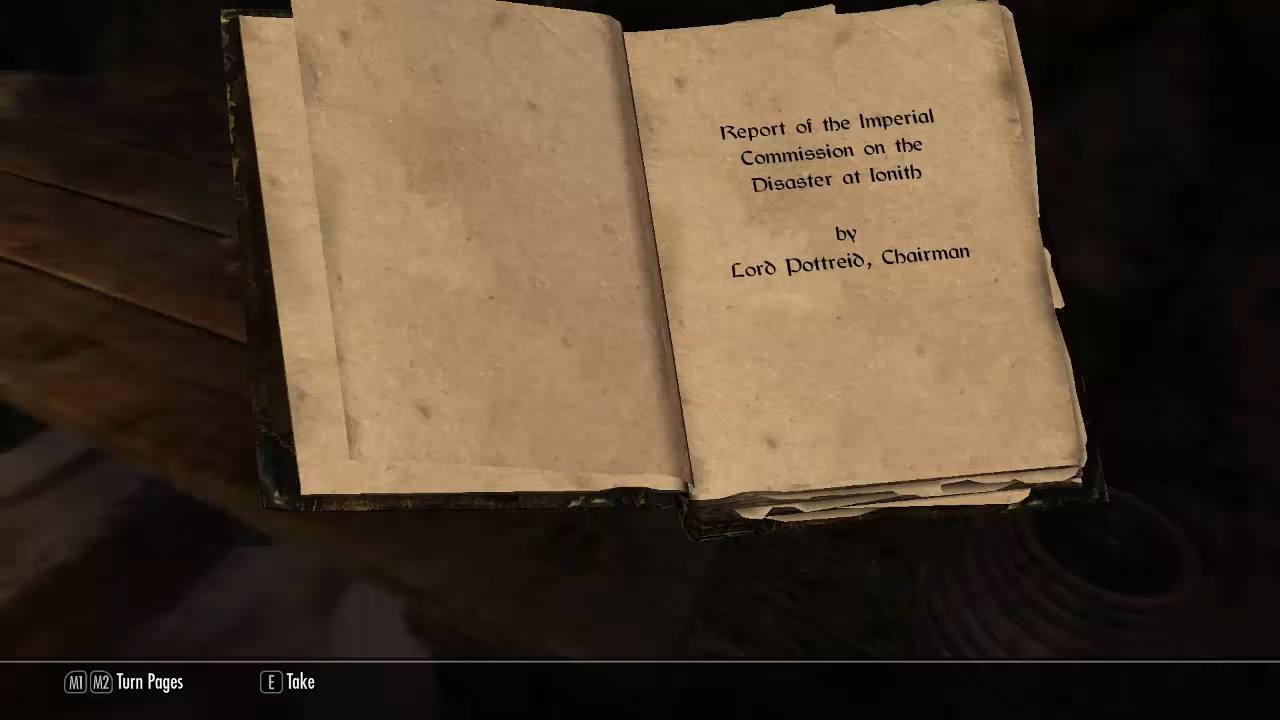 Report of the Imperial
Commission on the
Disaster at Ionith
by
Lord Pottreid, Chairman
M1 M2 Turn Pages
E Take